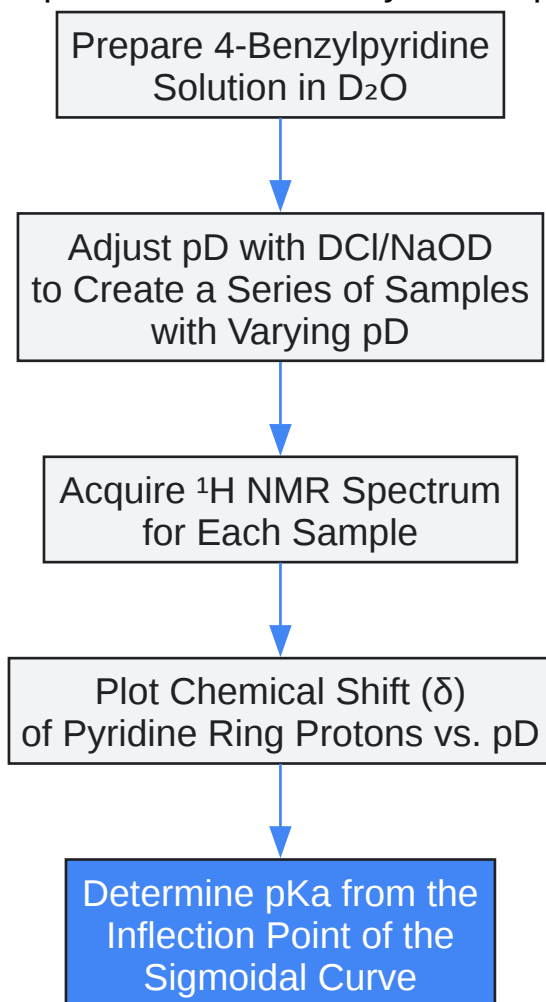 Prepare 4-Benzylpyridine
Solution in D₂O
Adjust pD with DCl/NaOD
to Create a Series of Samples
with Varying pD
Acquire ¹H NMR Spectrum
for Each Sample
Plot Chemical Shift (δ)
of Pyridine Ring Protons vs. pD
Determine pKa from the
Inflection Point of the
Sigmoidal Curve